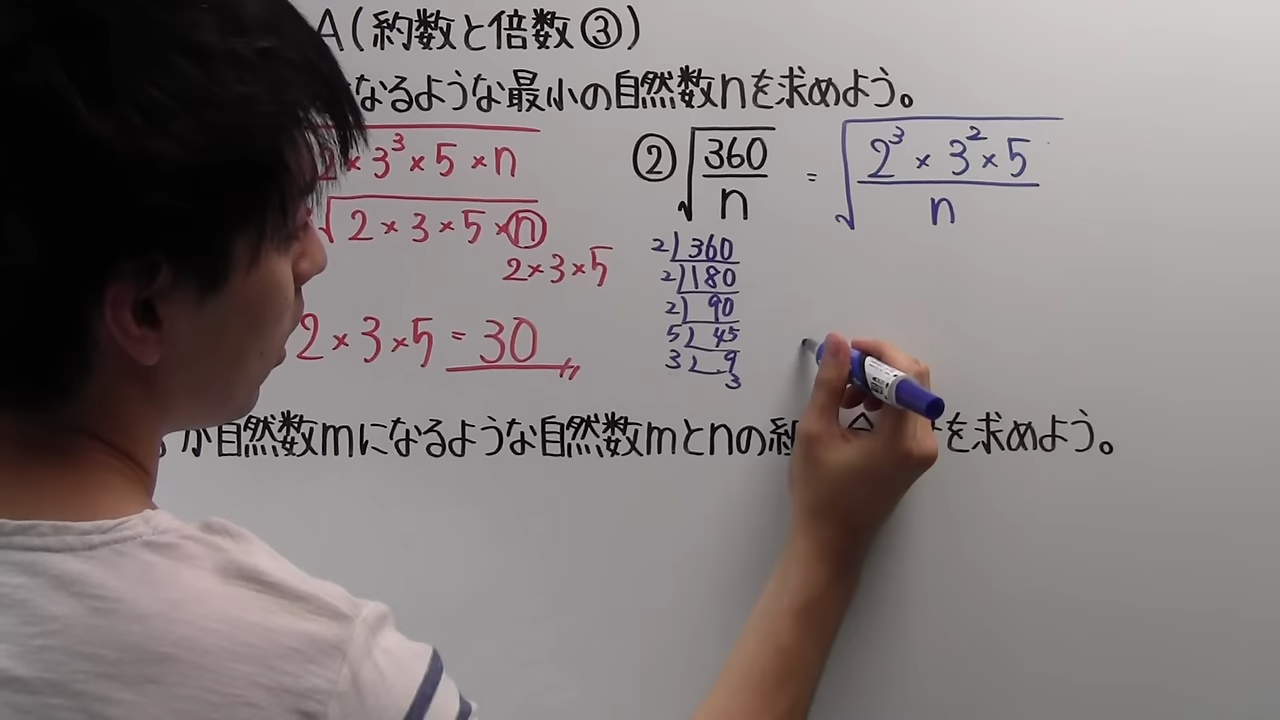 A(約数と倍数③)
なるような最小の自然数nを求めよう。
2×3³×5×n
√2×3×5×n
2×3×5
2×3×5=30
② √360/n = √2³×3²×5/n
2)360
2)180
2)90
5)45
3)9
3
が自然数mになるような自然数mとnの を求めよう。